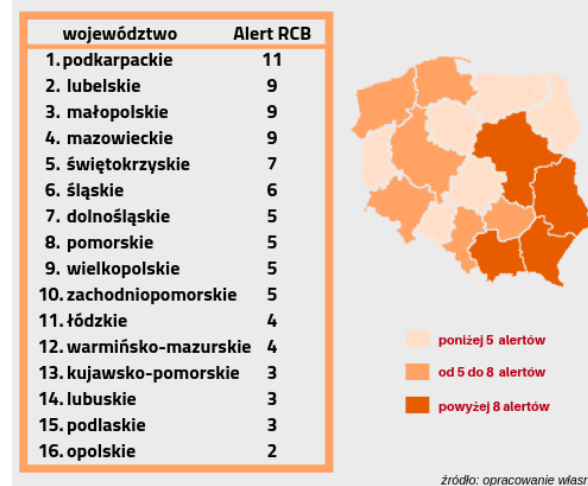 województwo Alert RCB
1. podkarpackie 11
2. lubelskie 9
3. małopolskie 9
4. mazowieckie 9
5. świętokrzyskie 7
6. śląskie 6
7. dolnośląskie 5
8. pomorskie 5
9. wielkopolskie 5
10. zachodniopomorskie 5
11. łódzkie 4
12. warmińsko-mazurskie 4
13. kujawsko-pomorskie 3
14. lubuskie 3
15. podlaskie 3
16. opolskie 2
poniżej 5 alertów
od 5 do 8 alertów
powyżej 8 alertów
źródło: opracowanie własn